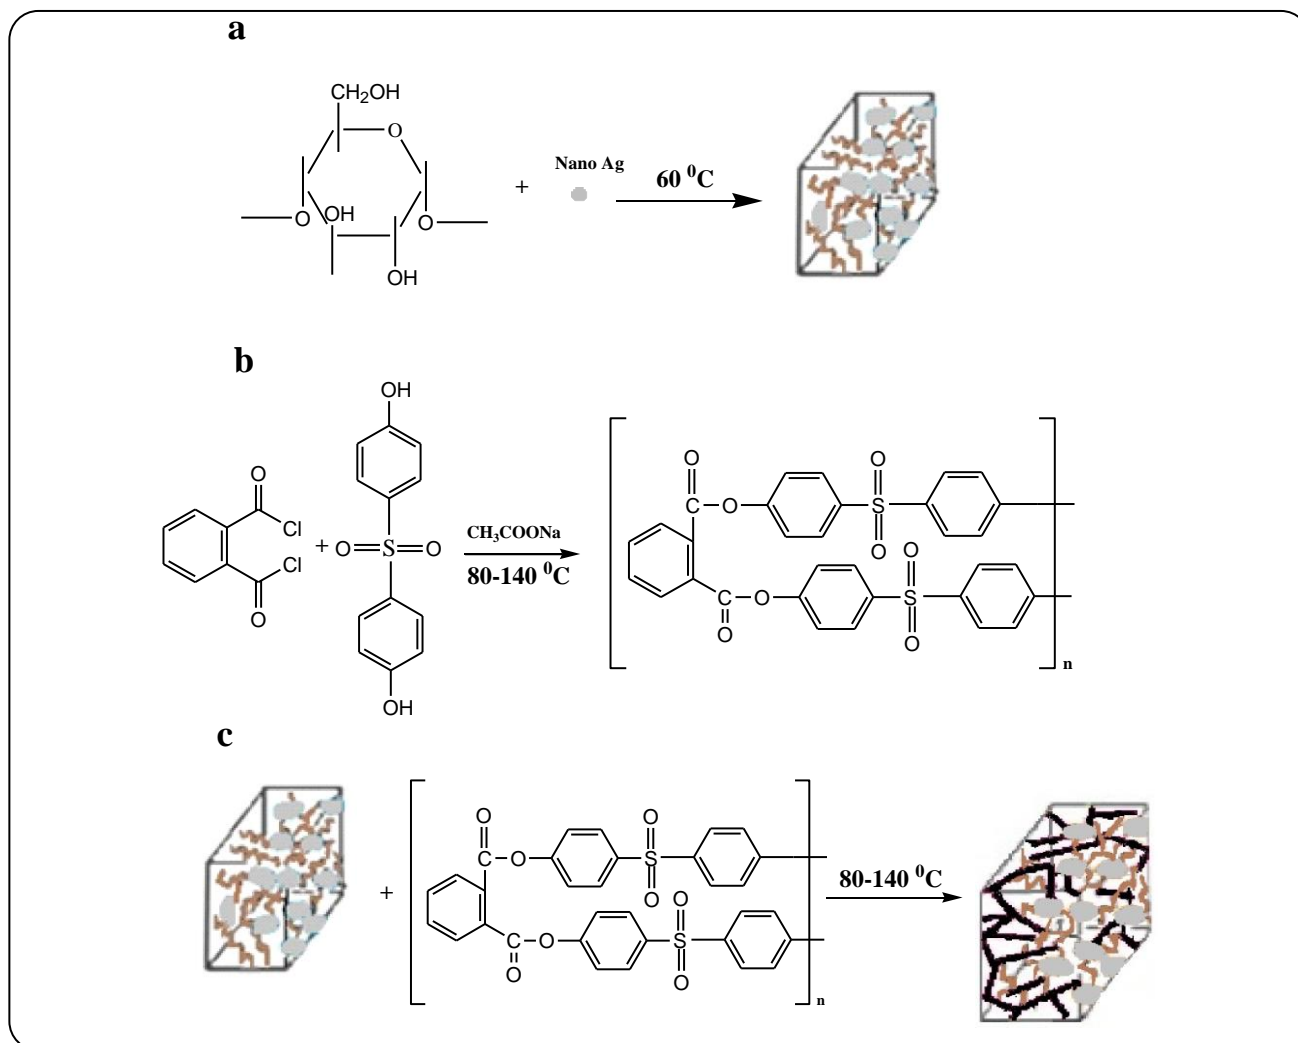 a
CH₂OH
O
Nano Ag
60 ⁰C
+
OH
O
O
OH
b
OH
O
O
O
Cl
C
O
S
O
+
O=S=O
CH₃COONa
O
Cl
80-140 ⁰C
C
O
S
O
O
O
C
O
S
OH
O
O
n
c
O
O
C
O
S
80-140 ⁰C
+
O
O
C
O
S
O
O
n